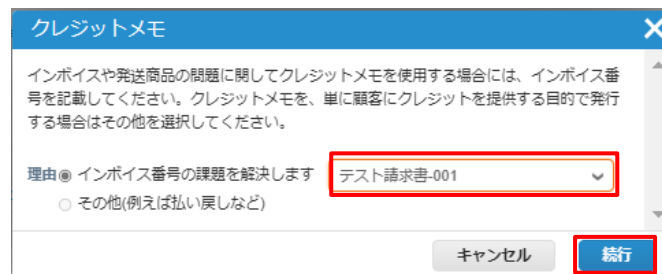 クレジットメモ
インボイスや発送商品の問題に関してクレジットメモを使用する場合には、インボイス番
号を記載してください。クレジットメモを、単に顧客にクレジットを提供する目的で発行
する場合はその他を選択してください。
理由 インボイス番号の課題を解決します テスト請求書-001
その他(例えば払い戻しなど)
キャンセル 続行